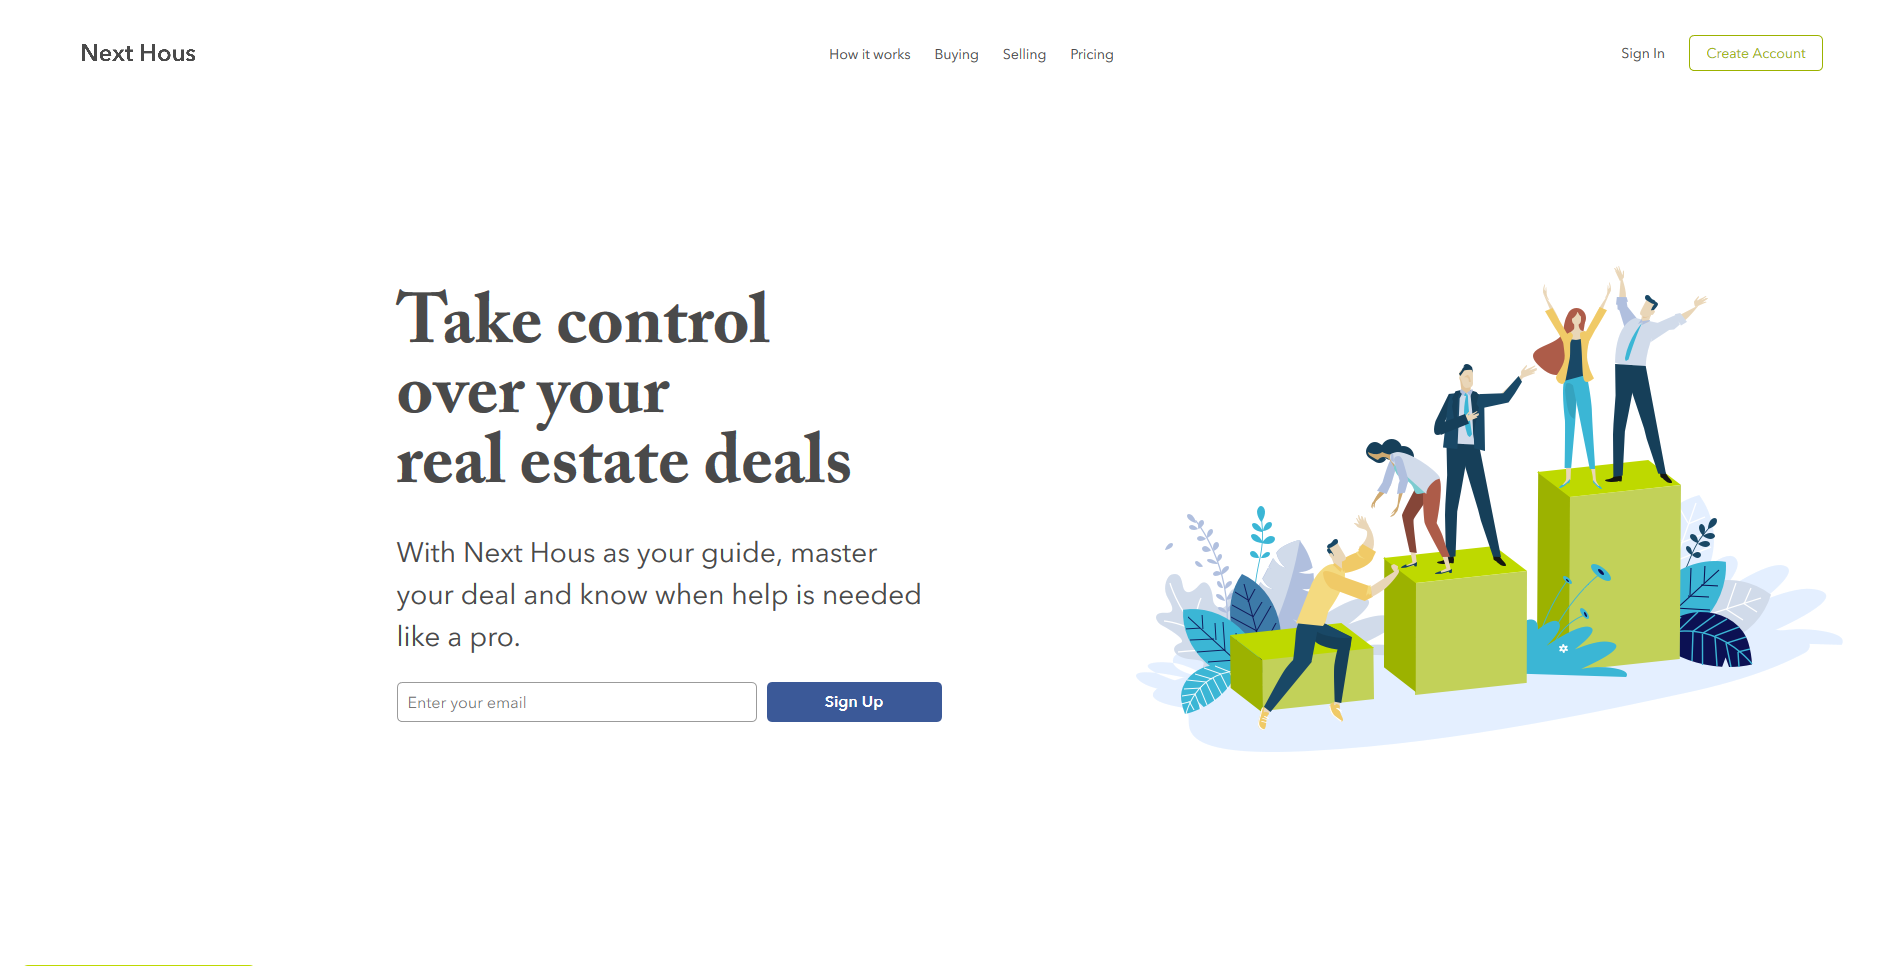 Next Hous
How it works
Buying
Selling
Pricing
Sign In
Create Account
Take control
over your
real estate deals
With Next Hous as your guide, master
your deal and know when help is needed
like a pro.
Enter your email
Sign Up